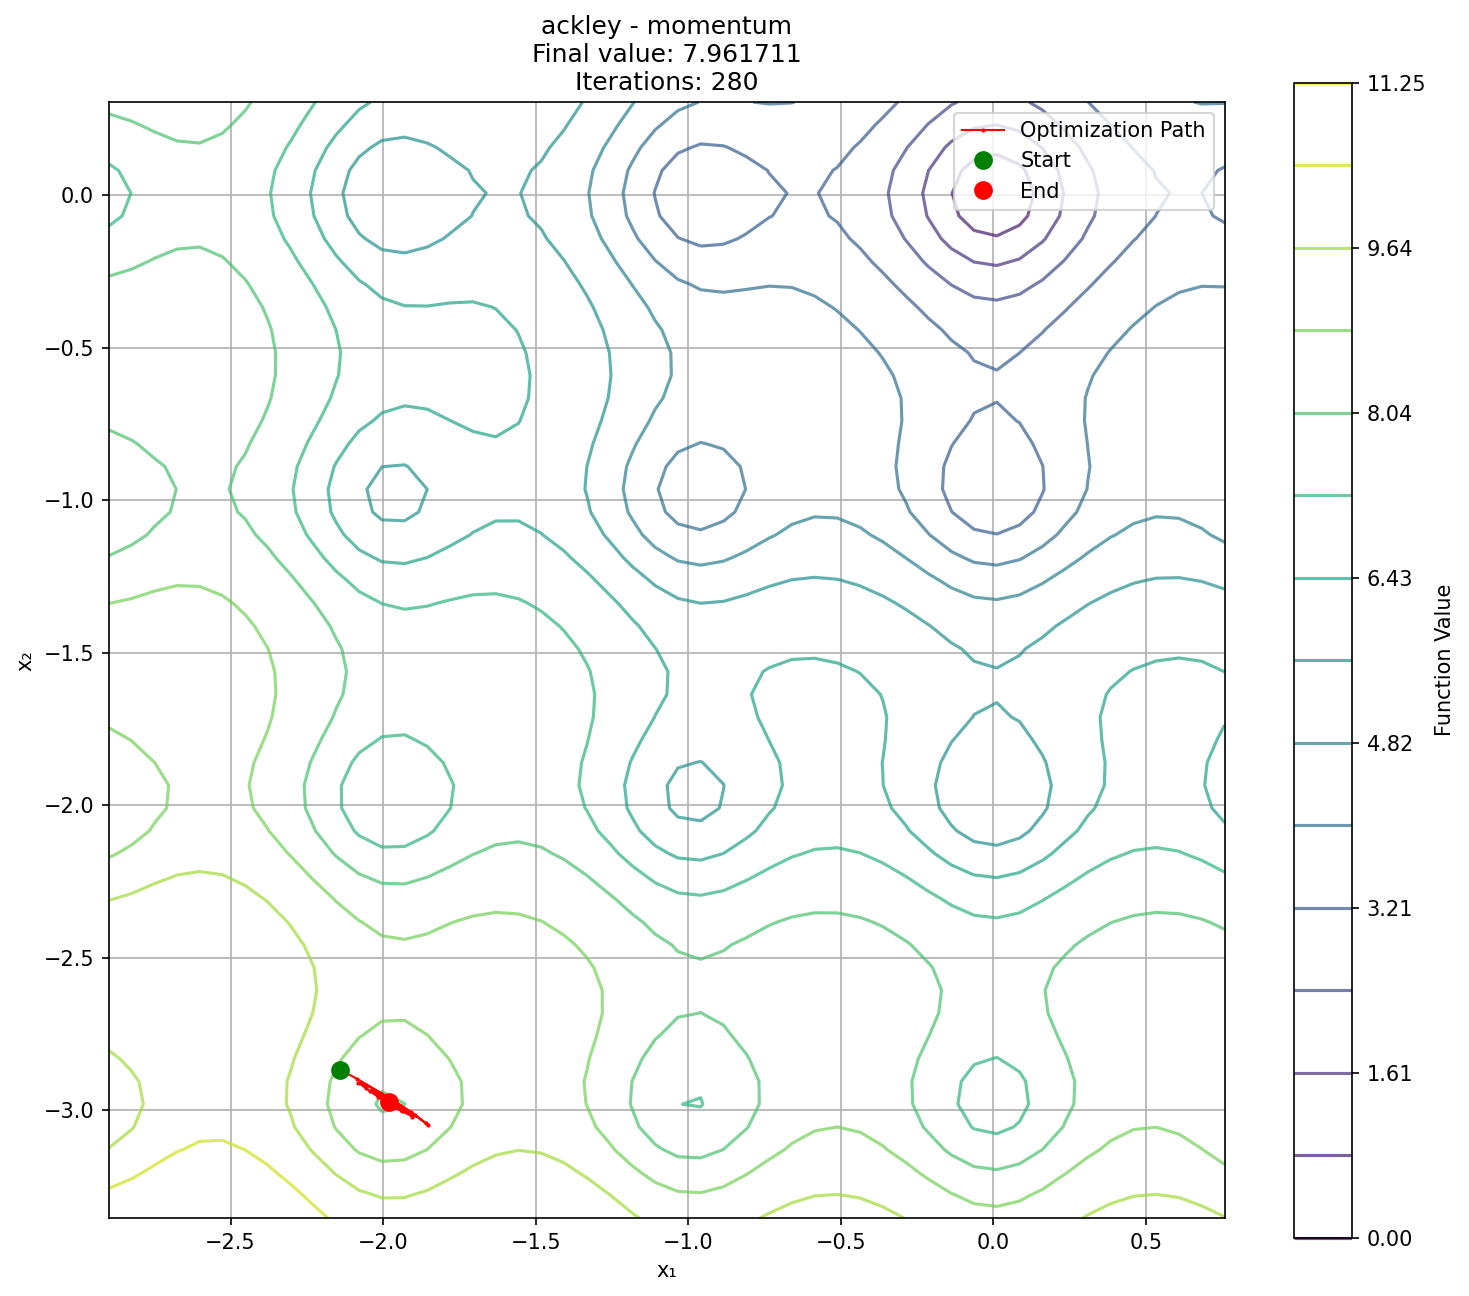 ackley - momentum
Final value: 7.961711
Iterations: 280
Optimization Path
Start
End
0.0
−0.5
−1.0
−1.5
−2.0
−2.5
−3.0
x₂
−2.5
−2.0
−1.5
−1.0
−0.5
0.0
0.5
x₁
11.25
9.64
8.04
6.43
4.82
3.21
1.61
0.00
Function Value